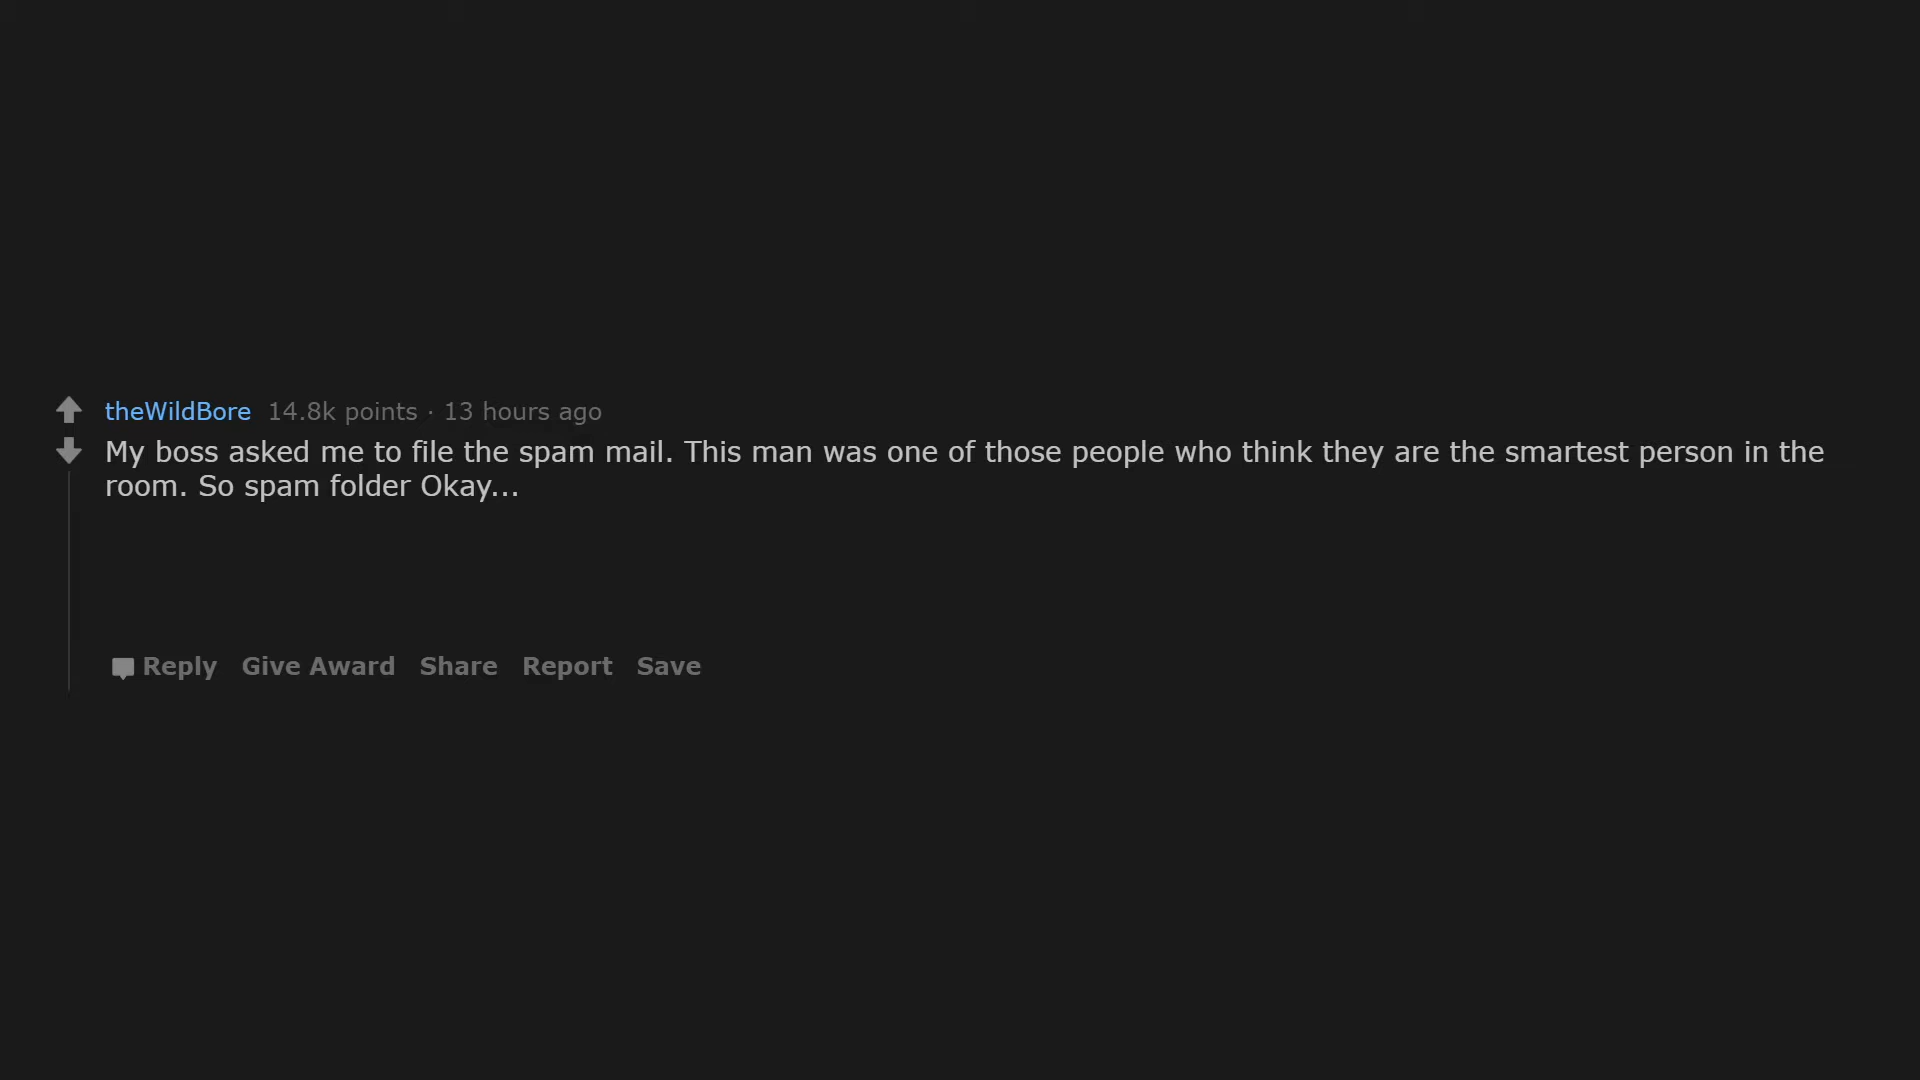 theWildBore 14.8k points · 13 hours ago
My boss asked me to file the spam mail. This man was one of those people who think they are the smartest person in the
room. So spam folder Okay...
Reply Give Award Share Report Save